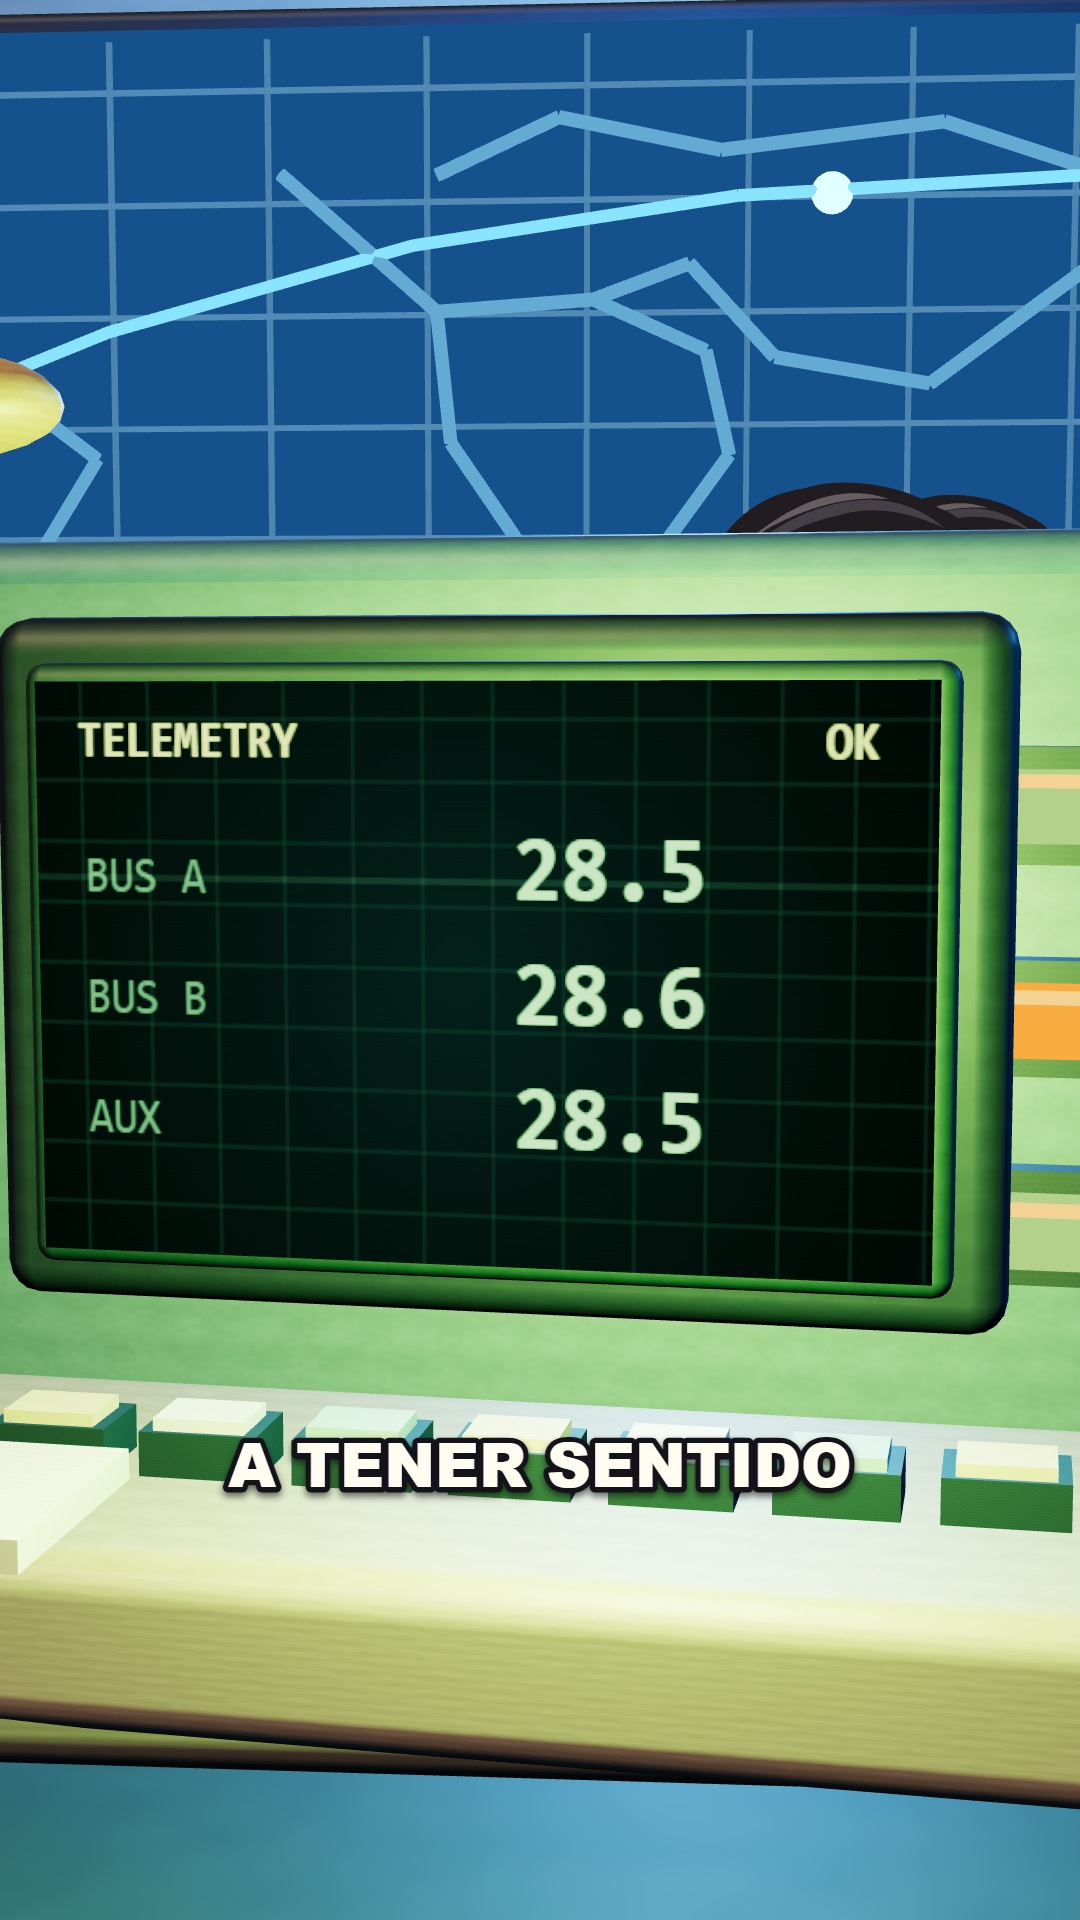 TELEMETRY OK
BUS A 28.5
BUS B 28.6
AUX 28.5
A TENER SENTIDO